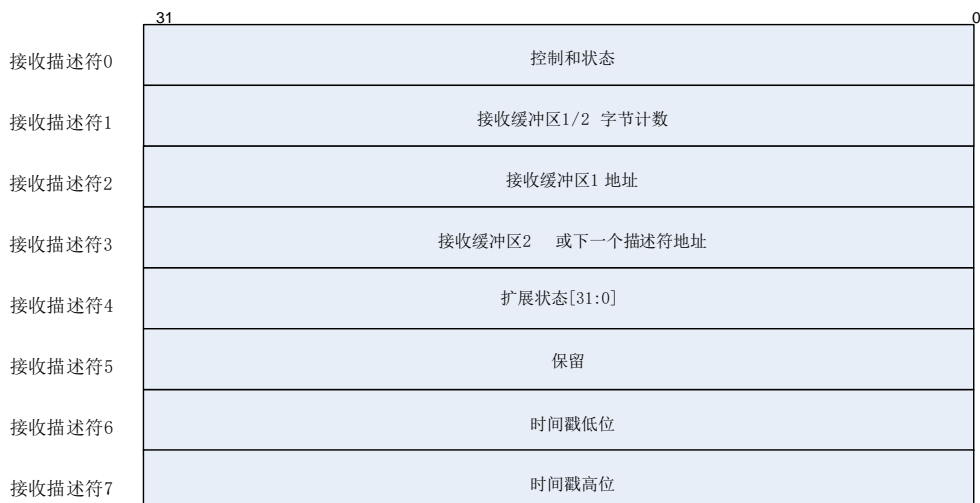 31 0
接收描述符0 控制和状态
接收描述符1 接收缓冲区1/2 字节计数
接收描述符2 接收缓冲区1 地址
接收描述符3 接收缓冲区2 或下一个描述符地址
接收描述符4 扩展状态[31:0]
接收描述符5 保留
接收描述符6 时间戳低位
接收描述符7 时间戳高位